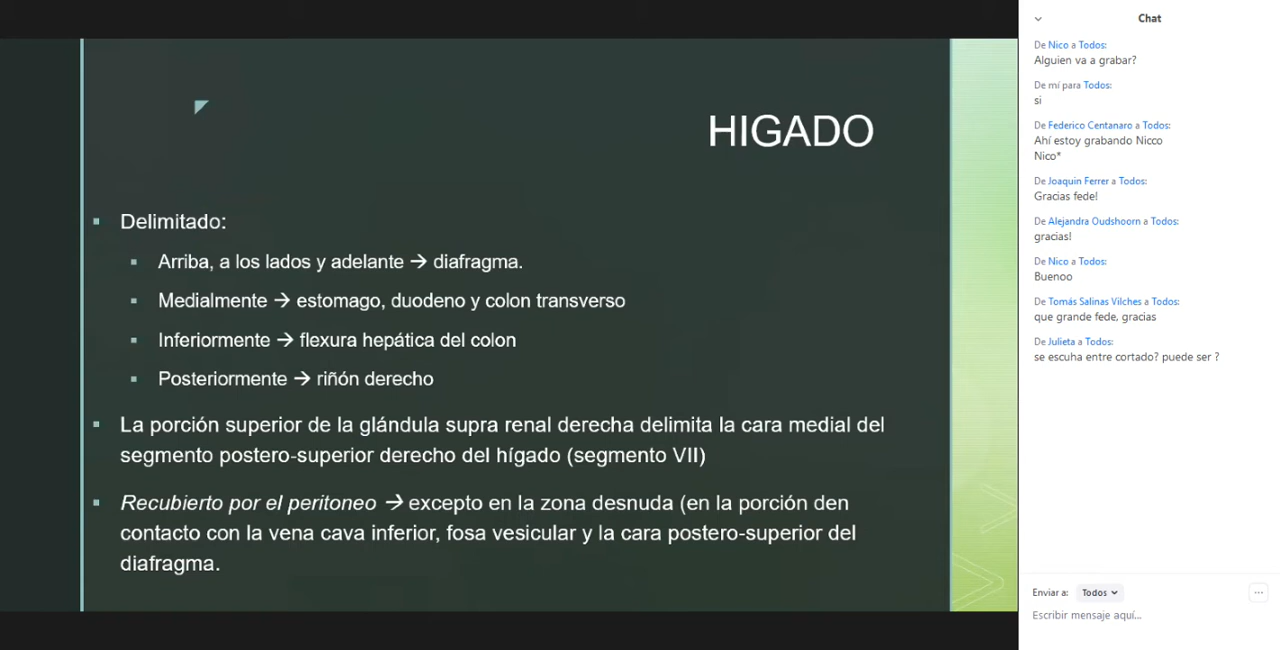 HIGADO
Delimitado:
Arriba, a los lados y adelante → diafragma.
Medialmente → estomago, duodeno y colon transverso
Inferiormente → flexura hepática del colon
Posteriormente → riñón derecho
La porción superior de la glándula supra renal derecha delimita la cara medial del
segmento postero-superior derecho del hígado (segmento VII)
Recubierto por el peritoneo → excepto en la zona desnuda (en la porción den
contacto con la vena cava inferior, fosa vesicular y la cara postero-superior del
diafragma.
Chat
De Nico a Todos:
Alguien va a grabar?
De mí para Todos:
si
De Federico Centanaro a Todos:
Ahí estoy grabando Nicco
Nico*
De Joaquin Ferrer a Todos:
Gracias fede!
De Alejandra Oudshoorn a Todos:
gracias!
De Nico a Todos:
Buenoo
De Tomás Salinas Vilches a Todos:
que grande fede, gracias
De Julieta a Todos:
se escuha entre cortado? puede ser ?
Enviar a: Todos
Escribir mensaje aquí...